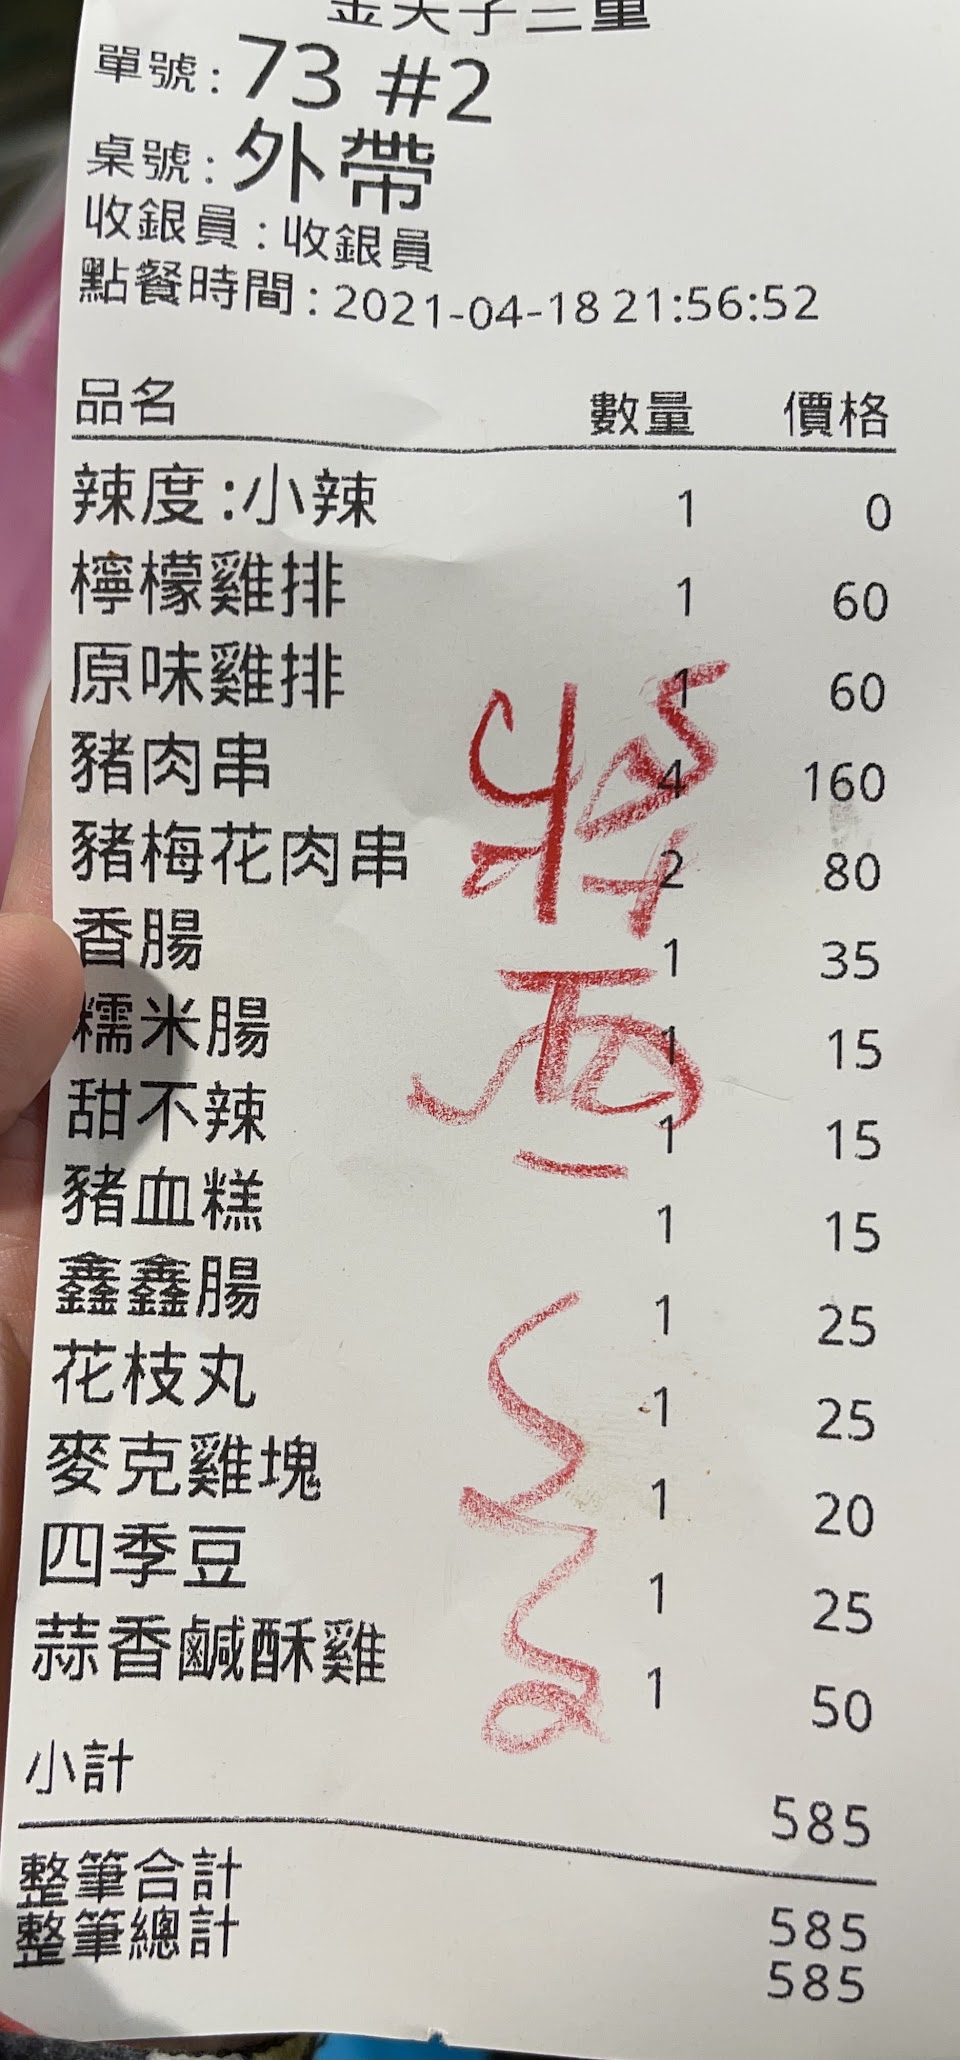 單號:73 #2
桌號:外帶
收銀員:收銀員
點餐時間:2021-04-18 21:56:52
品名 數量 價格
辣度:小辣 1 0
檸檬雞排 1 60
原味雞排 1 60
豬肉串 4 160
豬梅花肉串 2 80
香腸 1 35
糯米腸 1 15
甜不辣 1 15
豬血糕 1 15
鑫鑫腸 1 25
花枝丸 1 25
麥克雞塊 1 20
四季豆 1 25
蒜香鹹酥雞 1 50
小計 585
整筆合計 585
整筆總計 585